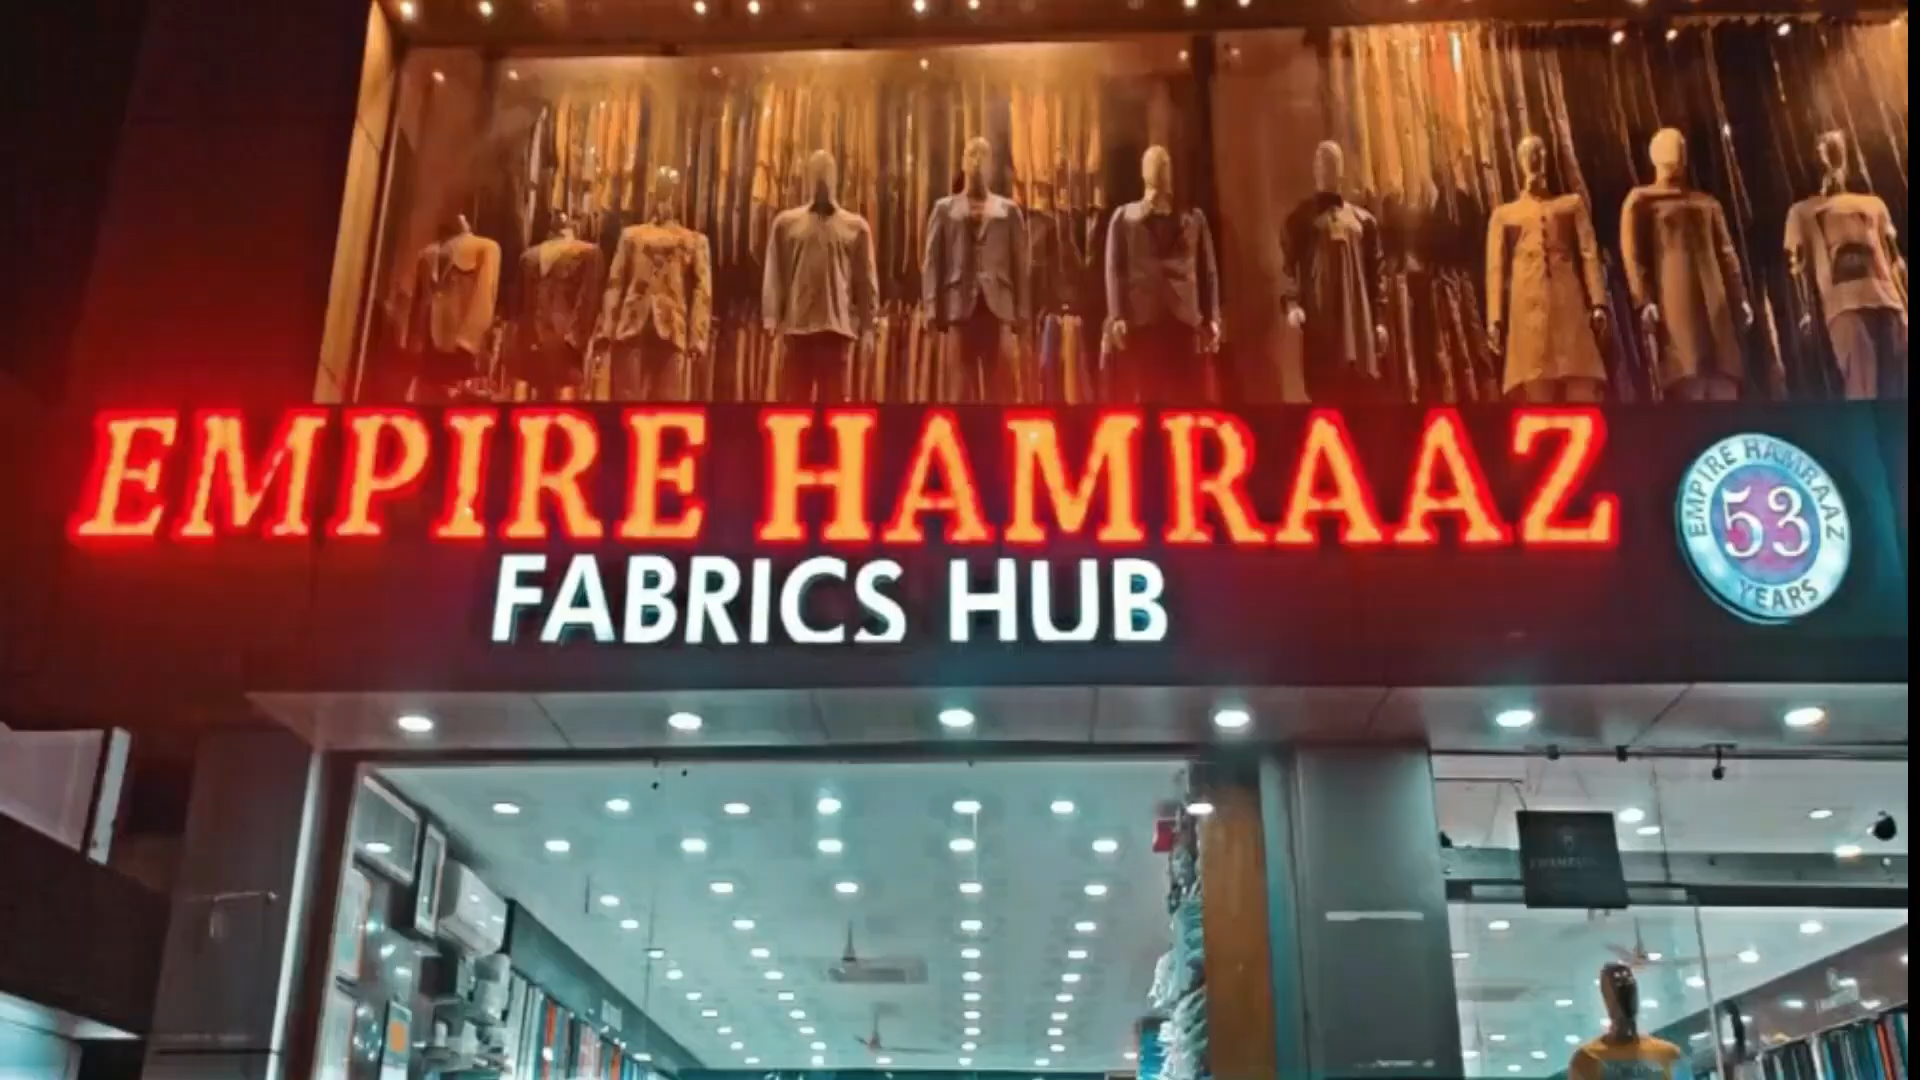 EMPIRE HAMRAAZ
FABRICS HUB
EMPIRE HAMRAAZ
53
YEARS